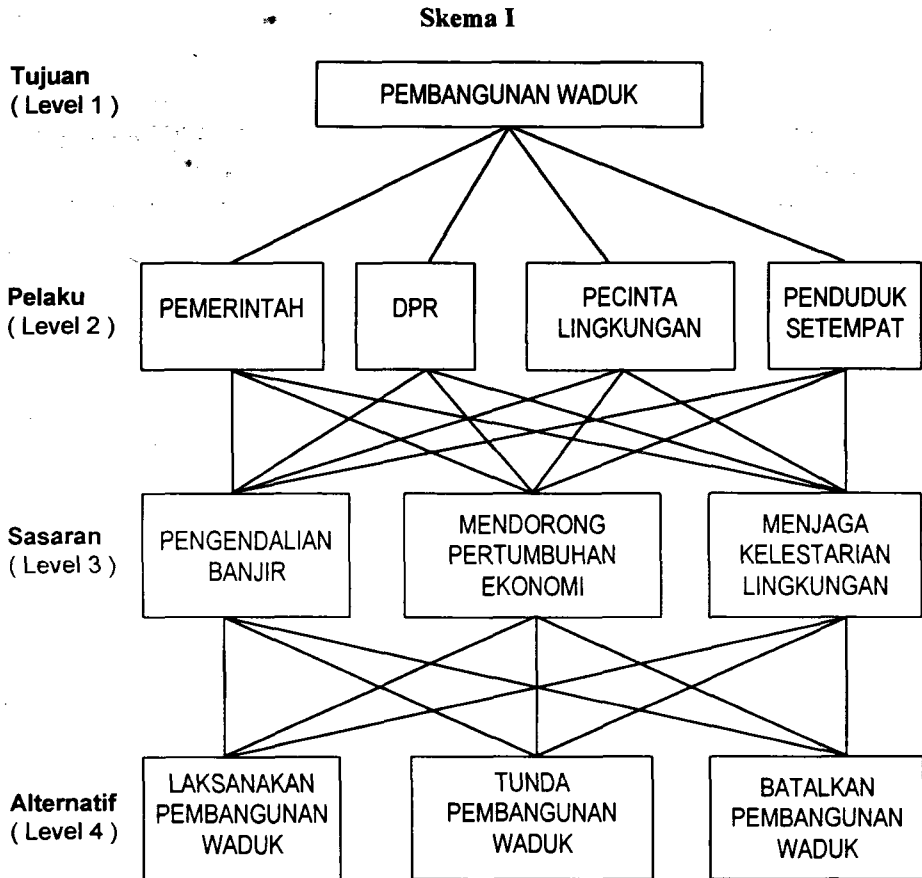 Skema I
Tujuan
( Level 1 )
PEMBANGUNAN WADUK
Pelaku
( Level 2 )
PEMERINTAH
DPR
PECINTA
LINGKUNGAN
PENDUDUK
SETEMPAT
Sasaran
( Level 3 )
PENGENDALIAN
BANJIR
MENDORONG
PERTUMBUHAN
EKONOMI
MENJAGA
KELESTARIAN
LINGKUNGAN
Alternatif
( Level 4 )
LAKSANAKAN
PEMBANGUNAN
WADUK
TUNDA
PEMBANGUNAN
WADUK
BATALKAN
PEMBANGUNAN
WADUK